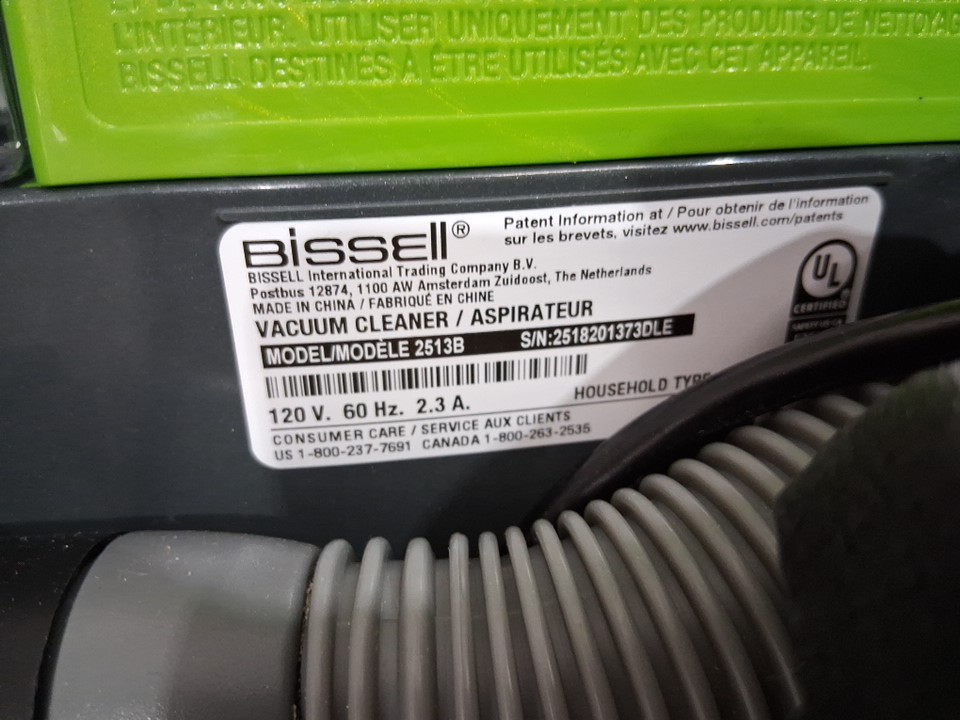 L'INTÉRIEUR. UTILISER UNIQUEMENT DES PRODUITS DE NETTOYA
BISSELL DESTINÉS À ÊTRE UTILISÉS AVEC CET APPAREIL.
BISSELL®
Patent Information at / Pour obtenir de l'information
sur les brevets, visitez www.bissell.com/patents
BISSELL International Trading Company B.V.
Postbus 12874, 1100 AW Amsterdam Zuidoost, The Netherlands
MADE IN CHINA / FABRIQUÉ EN CHINE
VACUUM CLEANER / ASPIRATEUR
MODEL/MODÈLE 2513B S/N:2518201373DLE
UL
CERTIFIED
120 V. 60 Hz. 2.3 A.
HOUSEHOLD TYPE
CONSUMER CARE / SERVICE AUX CLIENTS
US 1-800-237-7691 CANADA 1-800-263-2535